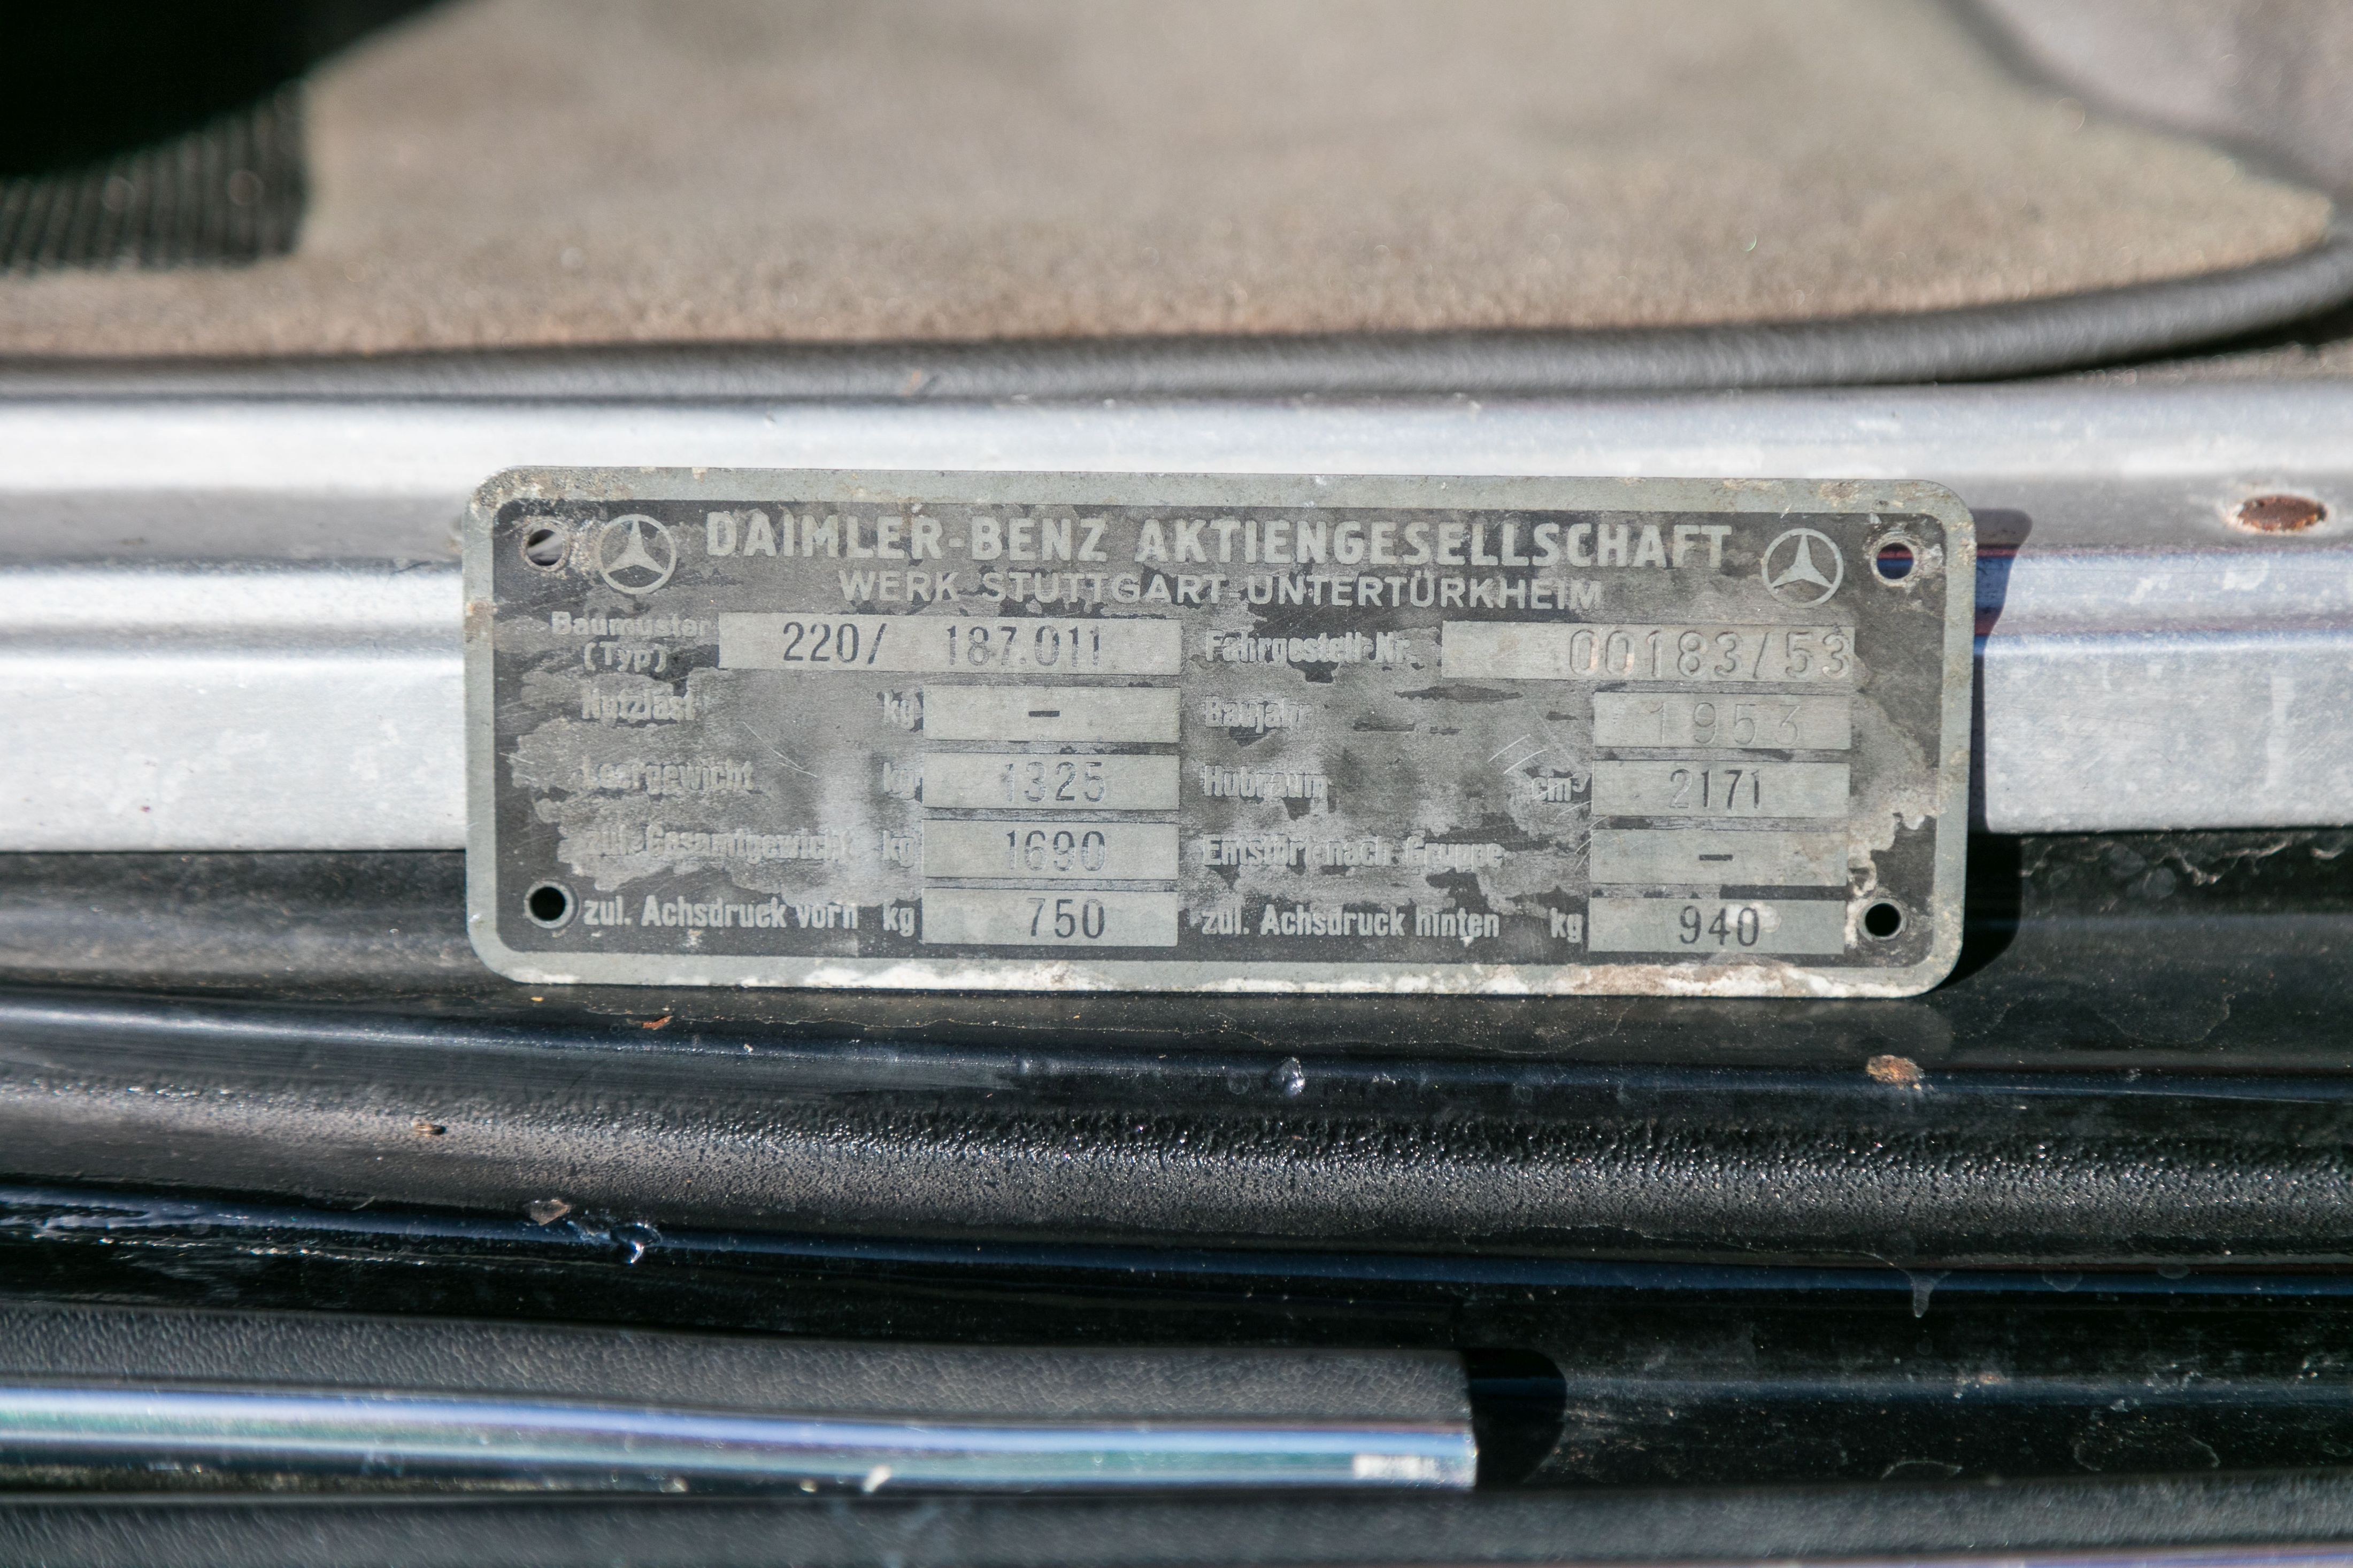 DAIMLER-BENZ AKTIENGESELLSCHAFT
WERK STUTTGART-UNTERTÜRKHEIM
Baumuster (Typ) 220/ 187.011 Fahrgestell-Nr. 00183/53
Nutzlast kg – Baujahr 1953
Leergewicht kg 1325 Hubraum cm³ 2171
zul. Gesamtgewicht kg 1690 Entstört nach Gruppe –
zul. Achsdruck vorn kg 750 zul. Achsdruck hinten kg 940